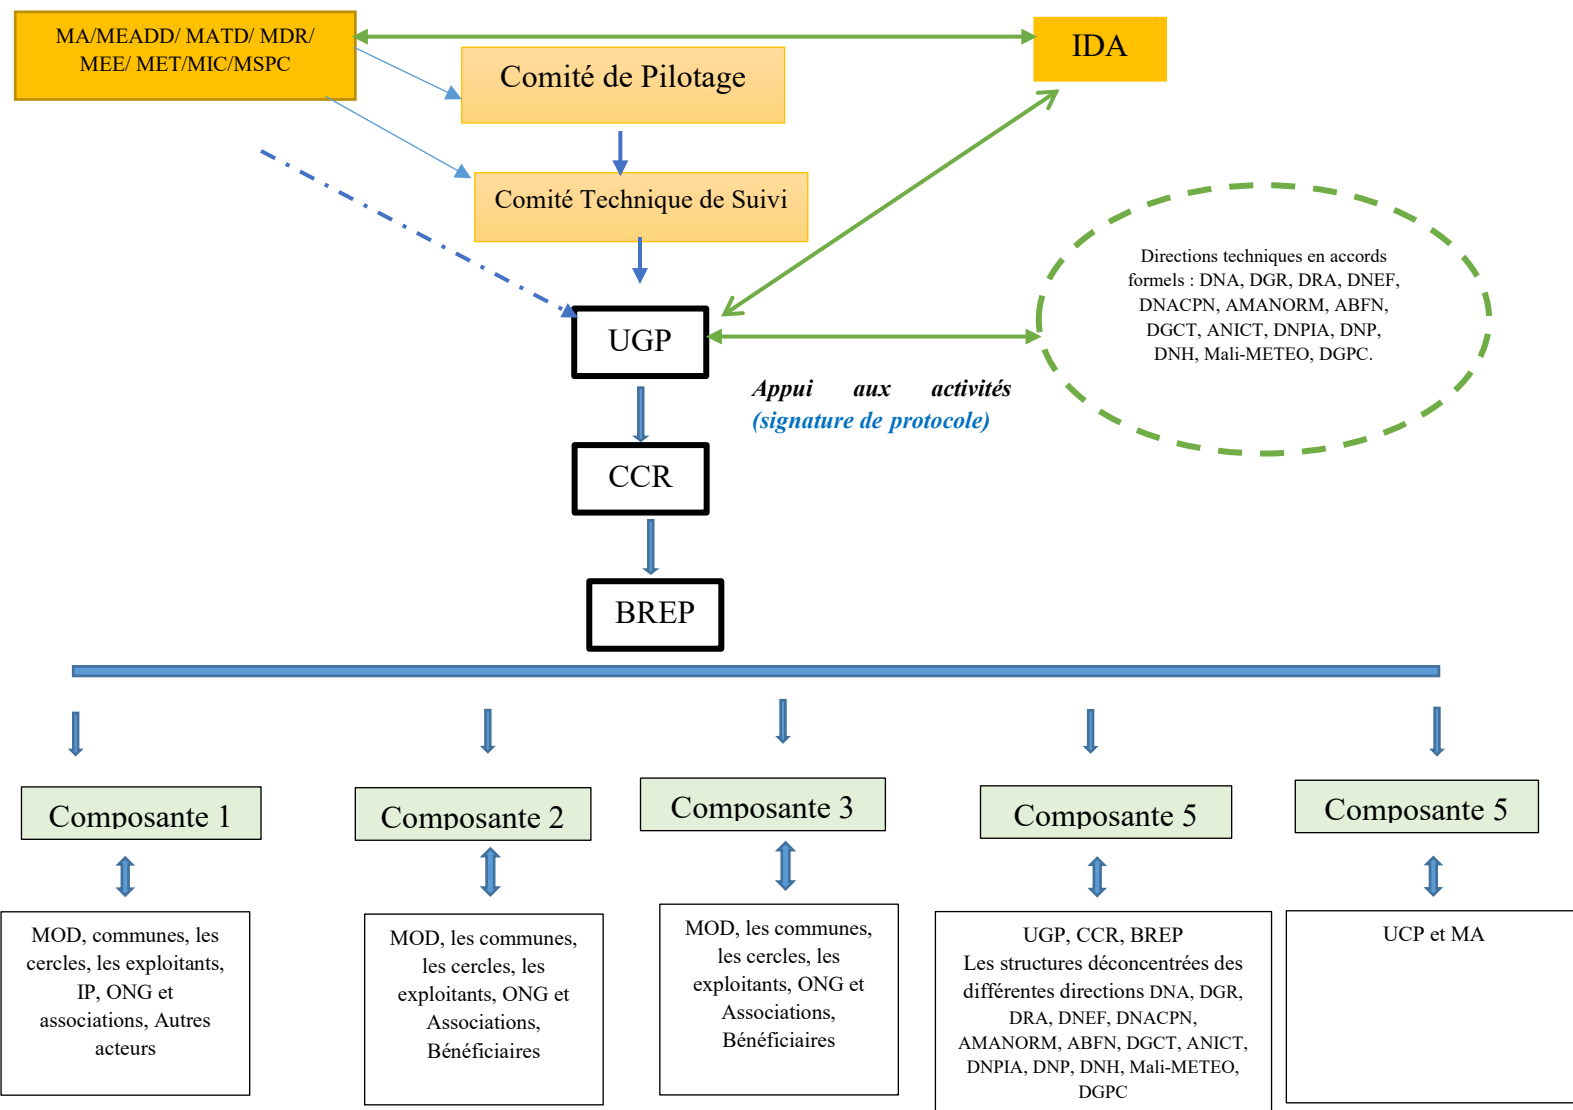 MA/MEADD/ MATD/ MDR/
MEE/ MET/MIC/MSPC
IDA
Comité de Pilotage
Comité Technique de Suivi
Directions techniques en accords
formels : DNA, DGR, DRA, DNEF,
DNACPN, AMANORM, ABFN,
DGCT, ANICT, DNPIA, DNP,
DNH, Mali-METEO, DGPC.
UGP
Appui aux activités
(signature de protocole)
CCR
BREP
Composante 1
Composante 2
Composante 3
Composante 5
Composante 5
MOD, communes, les
cercles, les exploitants,
IP, ONG et
associations, Autres
acteurs
MOD, les communes,
les cercles, les
exploitants, ONG et
Associations,
Bénéficiaires
MOD, les communes,
les cercles, les
exploitants, ONG et
Associations,
Bénéficiaires
UGP, CCR, BREP
Les structures déconcentrées des
différentes directions DNA, DGR,
DRA, DNEF, DNACPN,
AMANORM, ABFN, DGCT, ANICT,
DNPIA, DNP, DNH, Mali-METEO,
DGPC
UCP et MA